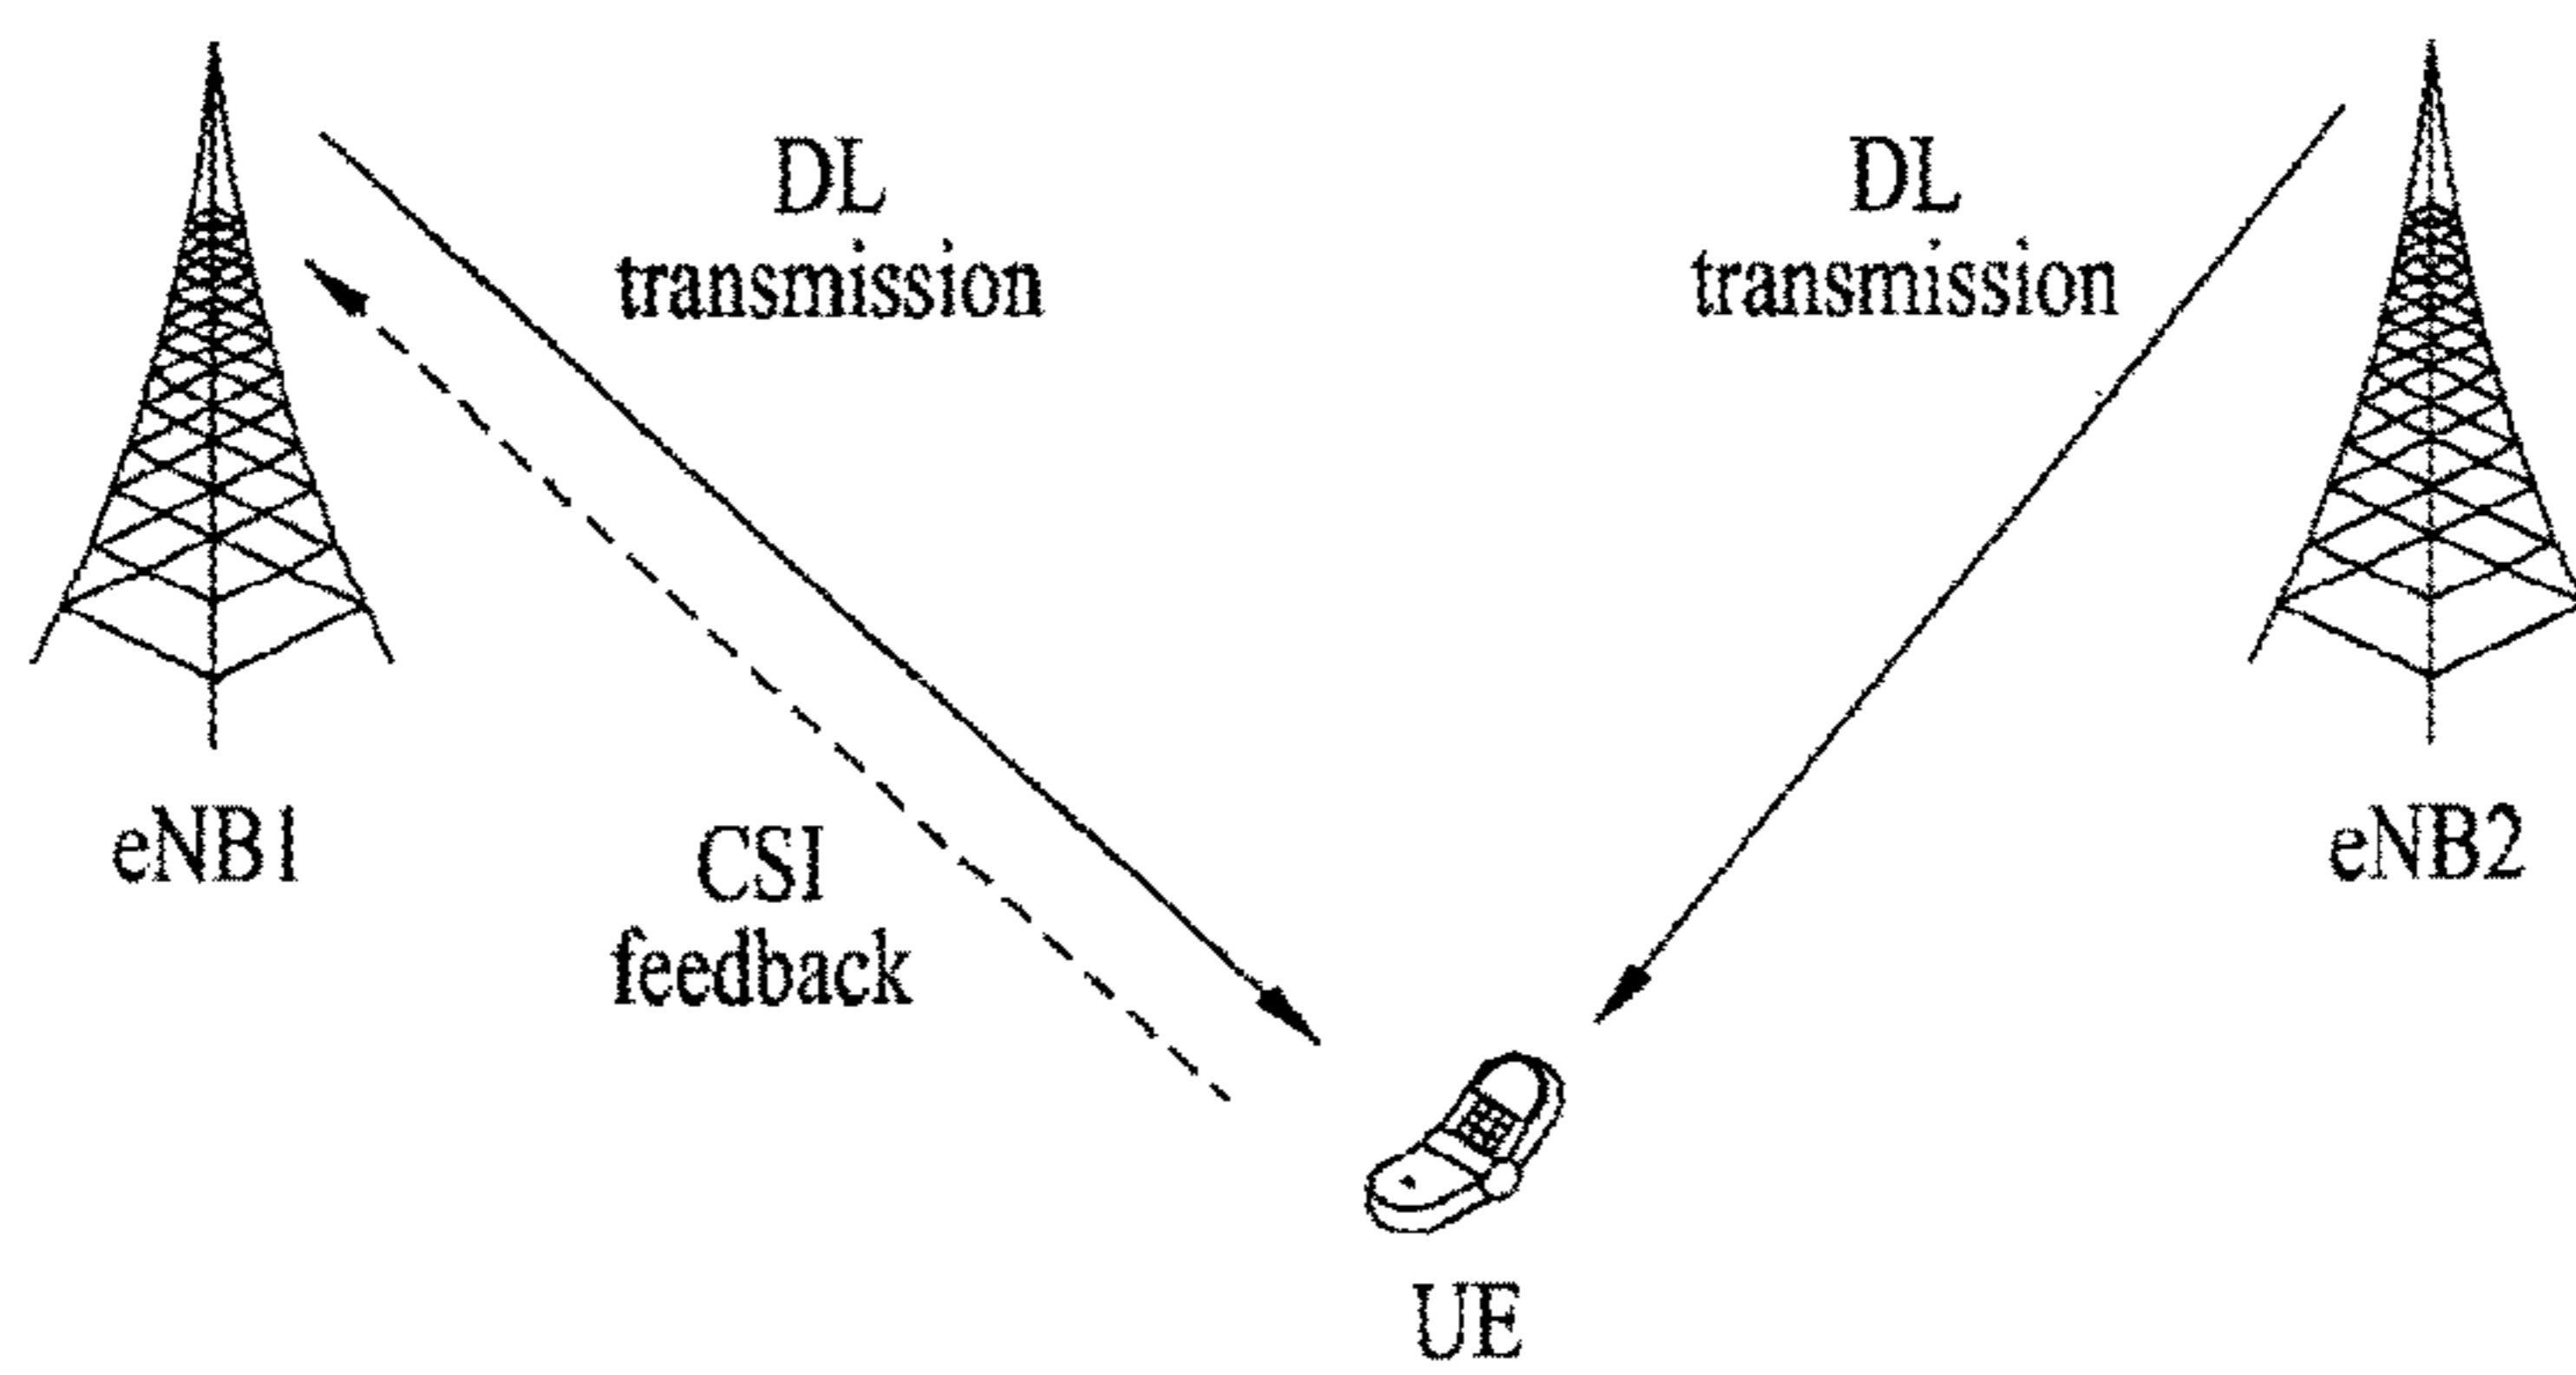 DL
transmission
DL
transmission
eNB1
CSI
feedback
eNB2
UE